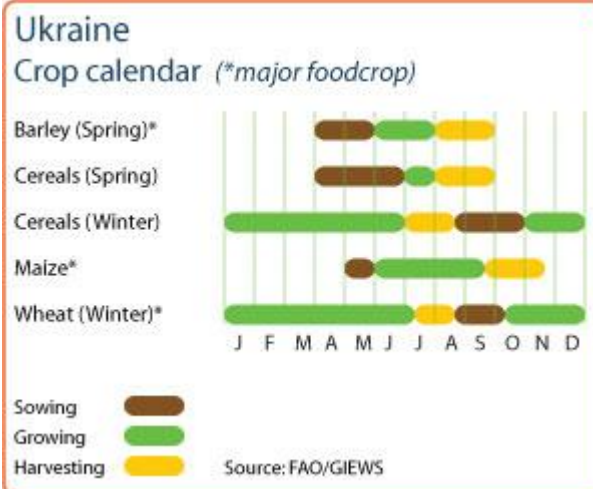 Ukraine
Crop calendar (*major foodcrop)
Barley (Spring)*
Cereals (Spring)
Cereals (Winter)
Maize*
Wheat (Winter)*
J F M A M J J A S O N D
Sowing
Growing
Harvesting
Source: FAO/GIEWS